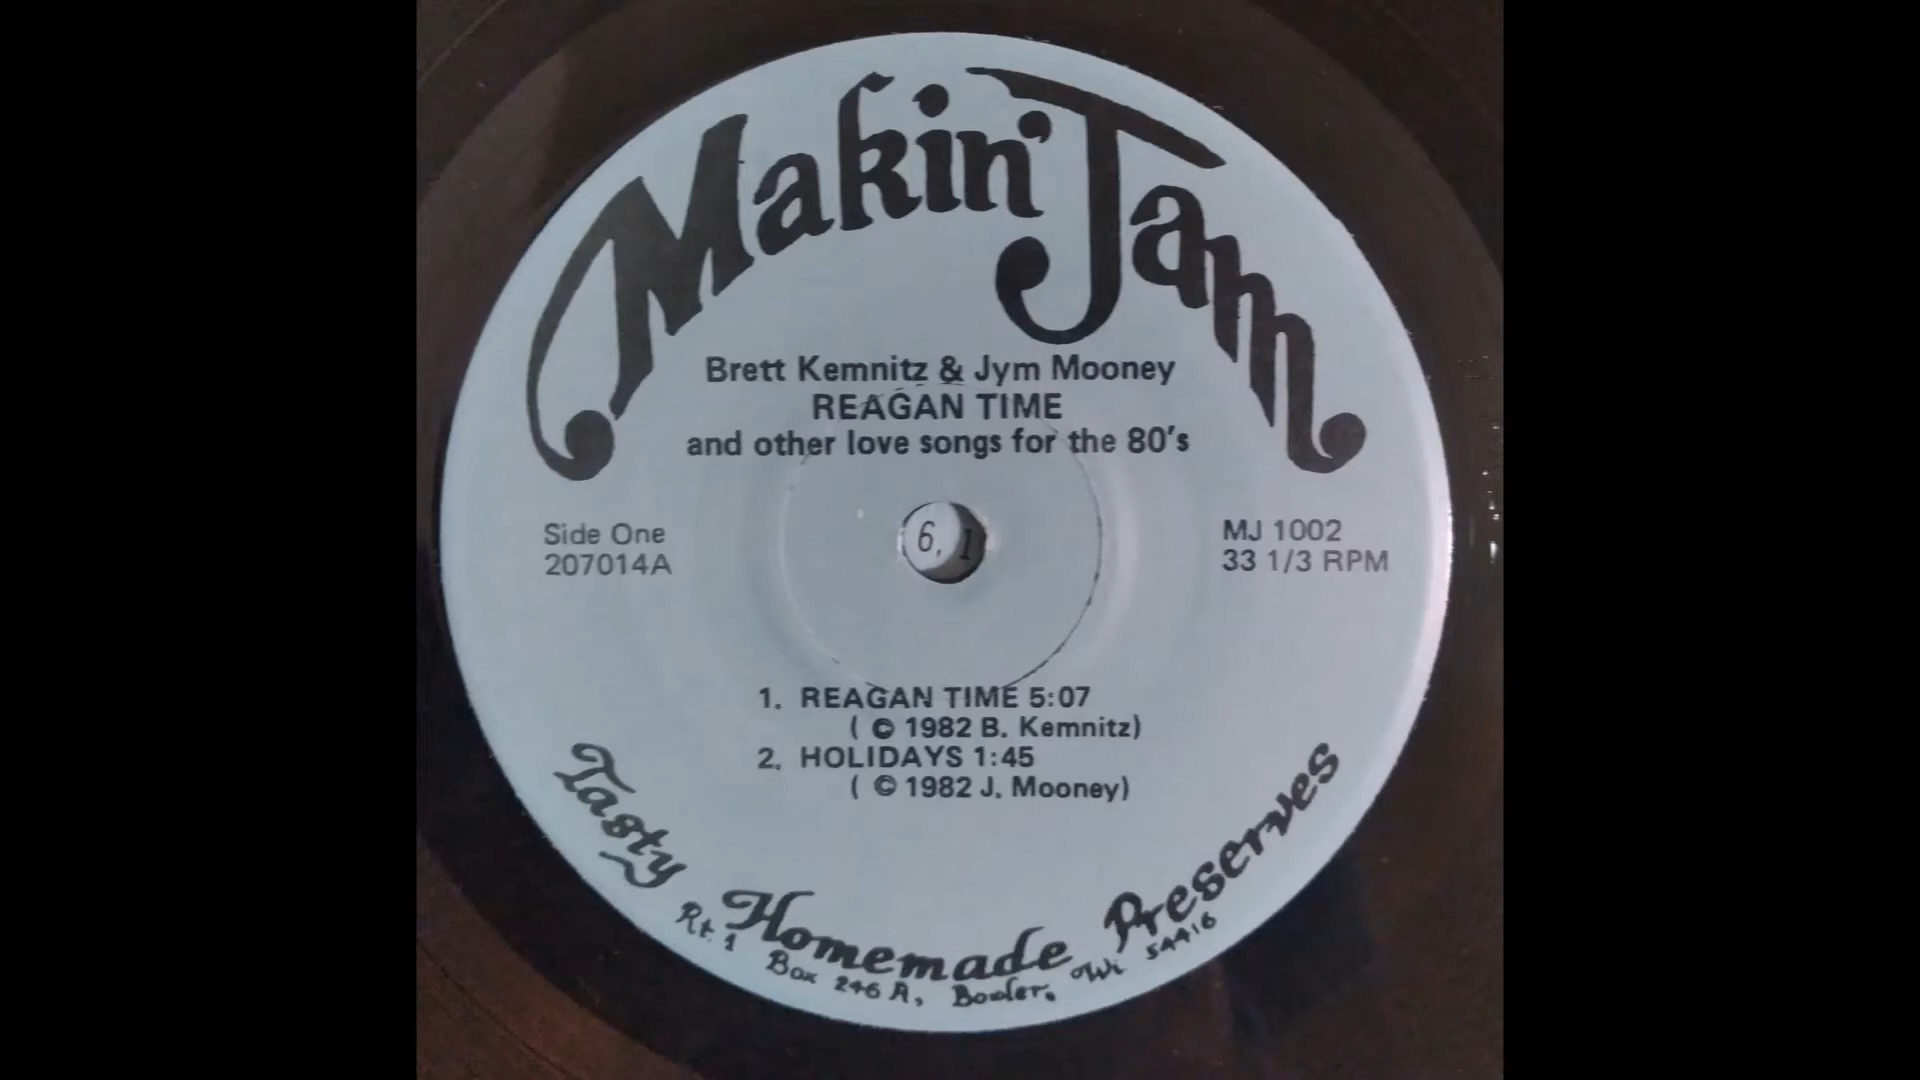 Makin' Jam
Brett Kemnitz & Jym Mooney
REAGAN TIME
and other love songs for the 80's
Side One
207014A
6, 1
MJ 1002
33 1/3 RPM
1. REAGAN TIME 5:07
( © 1982 B. Kemnitz)
2. HOLIDAYS 1:45
( © 1982 J. Mooney)
Tasty Homemade Preserves
Rt. 1 Box 246 A, Bowler, Wi 54416